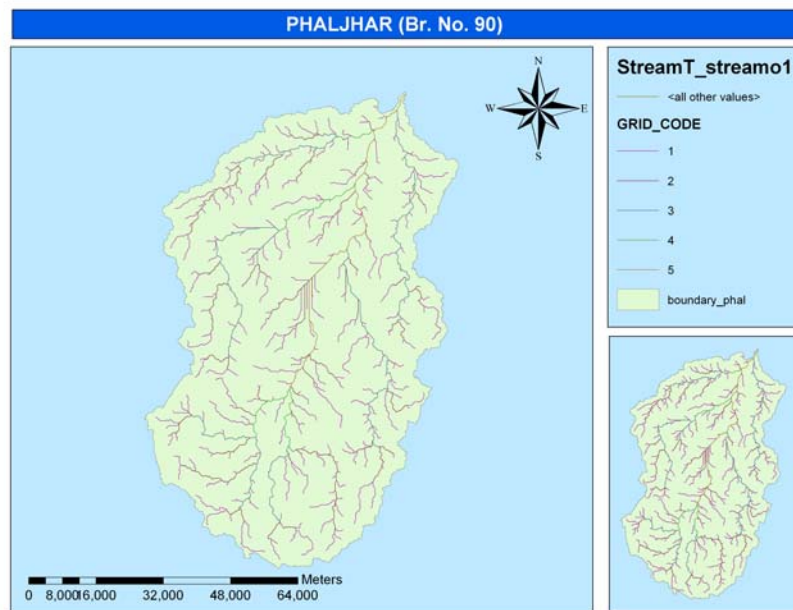 PHALJHAR (Br. No. 90)
N
W
E
S
StreamT_streamo1
<all other values>
GRID_CODE
1
2
3
4
5
boundary_phal
Meters
0 8,000 16,000 32,000 48,000 64,000